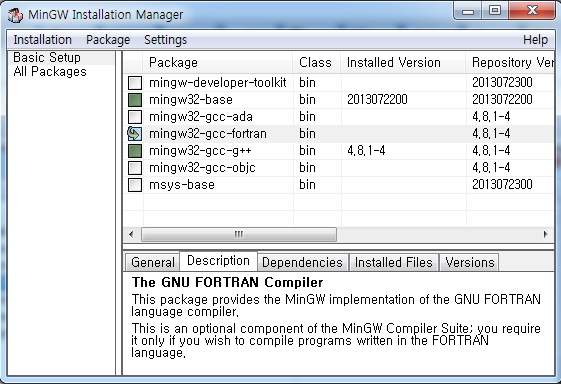 MinGW Installation Manager
Installation Package Settings Help
Basic Setup
All Packages
Package Class Installed Version Repository Ver
mingw-developer-toolkit bin 2013072300
mingw32-base bin 2013072200 2013072200
mingw32-gcc-ada bin 4,8,1-4
mingw32-gcc-fortran bin 4,8,1-4
mingw32-gcc-g++ bin 4,8,1-4 4,8,1-4
mingw32-gcc-objc bin 4,8,1-4
msys-base bin 2013072300
General Description Dependencies Installed Files Versions
The GNU FORTRAN Compiler
This package provides the MinGW implementation of the GNU FORTRAN
language compiler,
This is an optional component of the MinGW Compiler Suite; you require
it only if you wish to compile programs written in the FORTRAN
language,